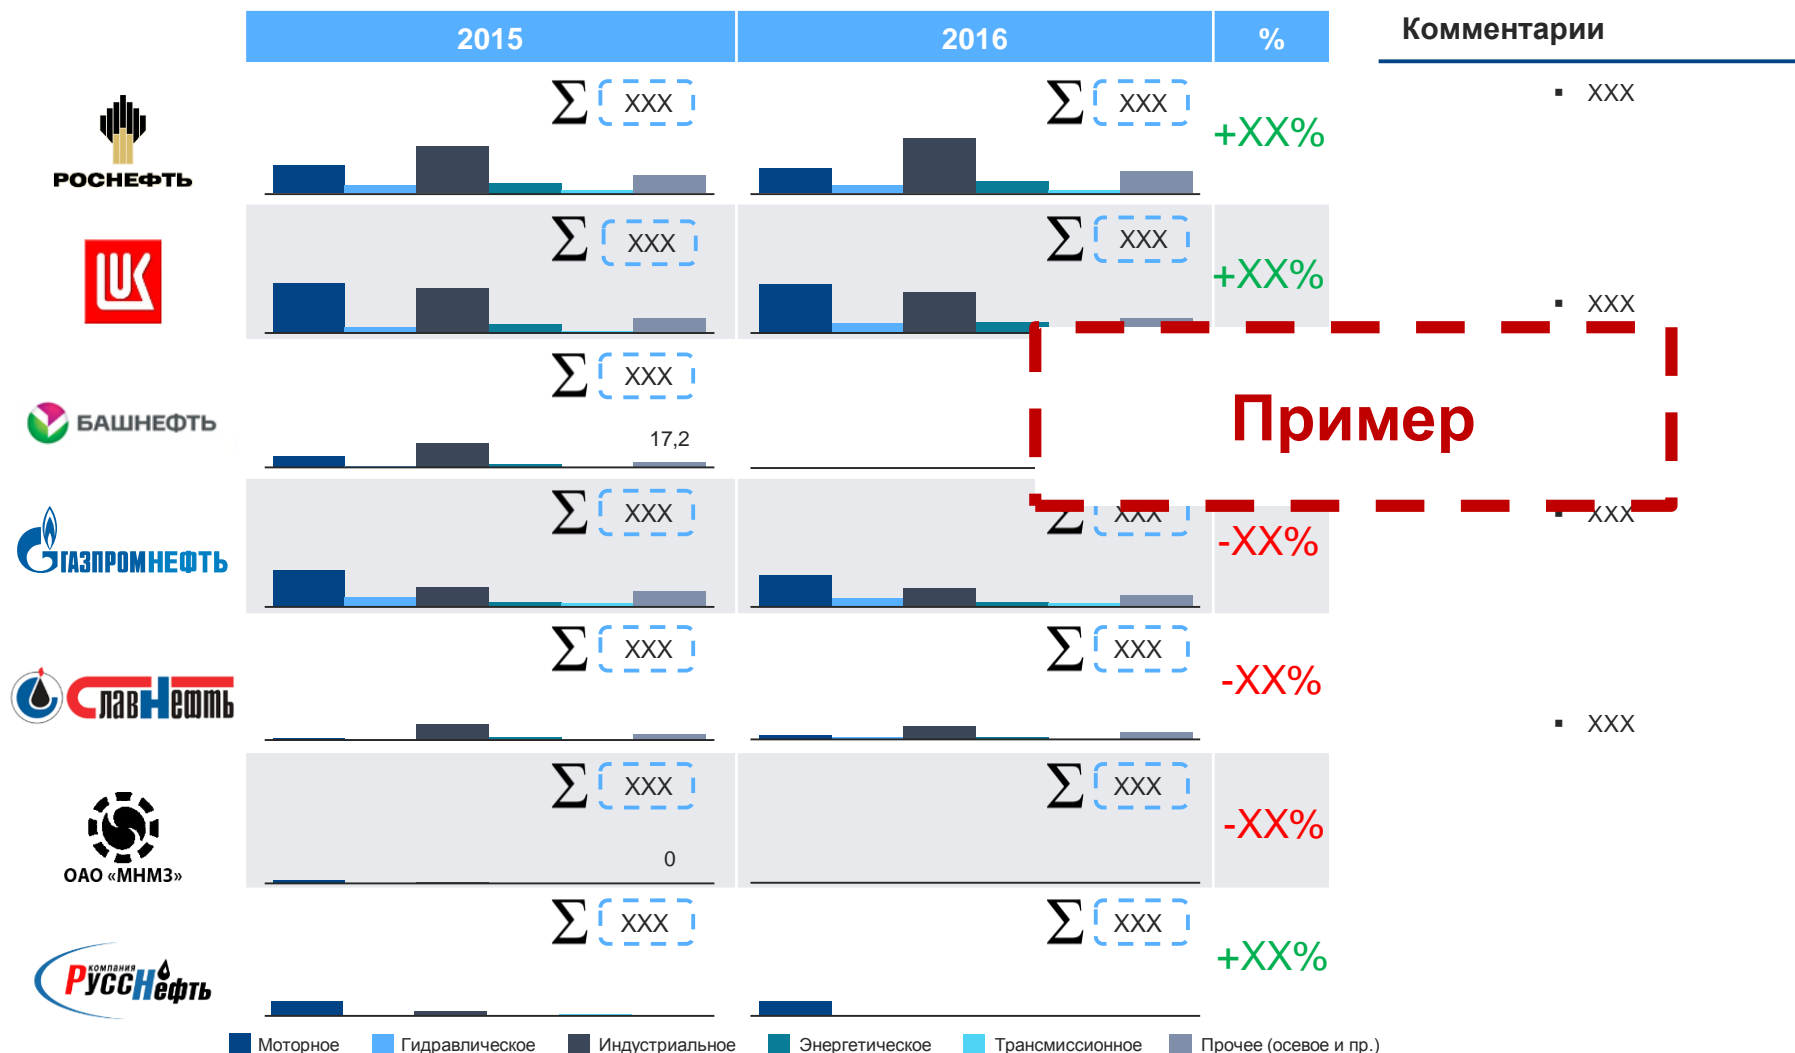 2015 2016 % Комментарии
Σ XXX Σ XXX +XX% ▪ XXX
РОСНЕФТЬ
Σ XXX Σ XXX +XX%
LUK
▪ XXX
Σ XXX
БАШНЕФТЬ
17,2
Пример
Σ XXX Σ XXX -XX% ▪ XXX
ГАЗПРОМНЕФТЬ
Σ XXX Σ XXX -XX%
СлавНефть
▪ XXX
Σ XXX Σ XXX -XX%
0
ОАО «МНМЗ»
Σ XXX Σ XXX +XX%
компания
РуссНефть
Моторное Гидравлическое Индустриальное Энергетическое Трансмиссионное Прочее (осевое и пр.)